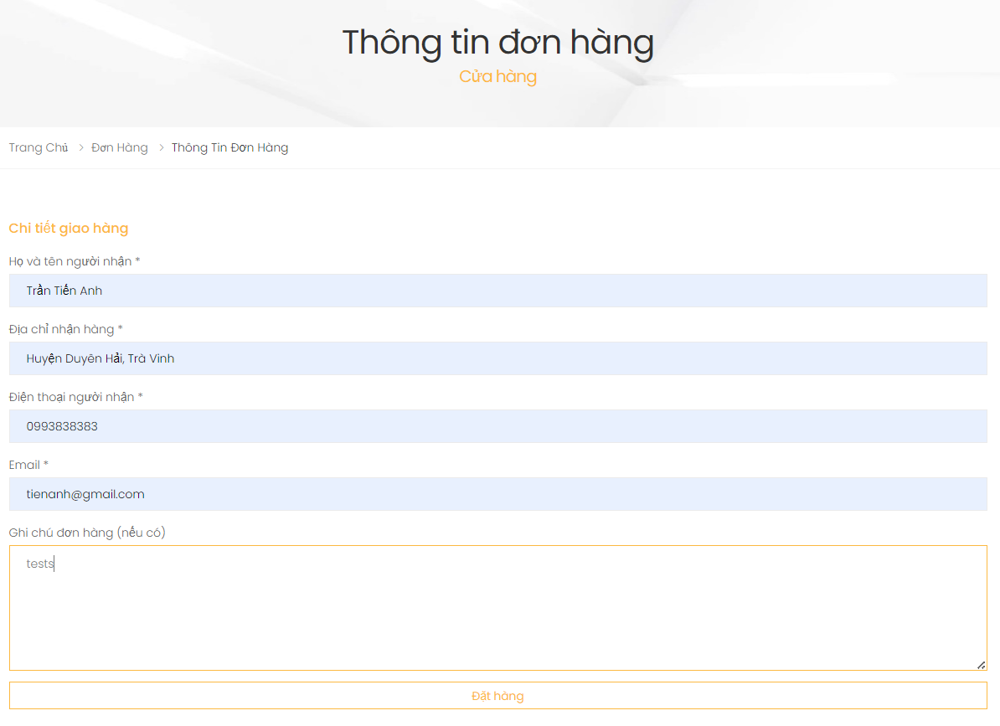 Thông tin đơn hàng
Cửa hàng
Trang Chủ > Đơn Hàng > Thông Tin Đơn Hàng
Chi tiết giao hàng
Họ và tên người nhận *
Trần Tiến Anh
Địa chỉ nhận hàng *
Huyện Duyên Hải, Trà Vinh
Điện thoại người nhận *
0993838383
Email *
tienanh@gmail.com
Ghi chú đơn hàng (nếu có)
tests
Đặt hàng